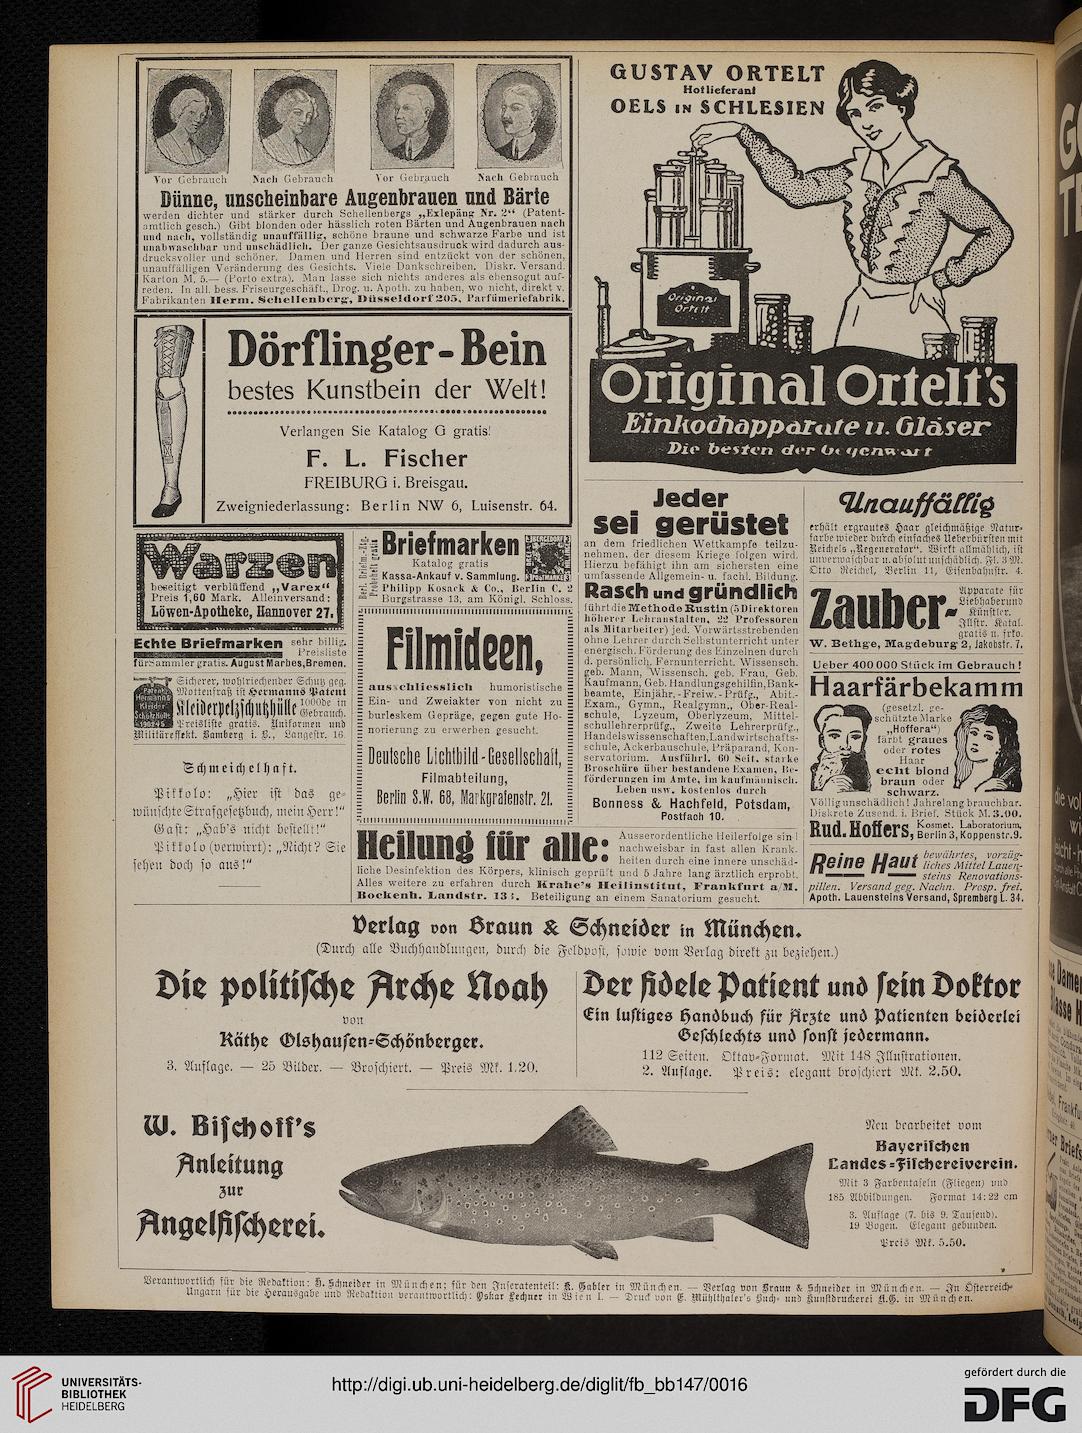 Vor Gebrauch
Nach Gebrauch
Vor Gebrauch
Nach Gebrauch
Dünne, unscheinbare Augenbrauen und Bärte
werden dichter und stärker durch Schellenbergs „Exlepäng Nr. 2“ (Patent-
amtlich gesch.) Gibt blonden oder hässlich roten Bärten und Augenbrauen nach
und nach, vollständig unauffällig, schöne braune und schwarze Farbe und ist
unabwaschbar und unschädlich. Der ganze Gesichtsausdruck wird dadurch aus-
drucksvoller und schöner. Damen und Herren sind entzückt von der schönen,
unauffälligen Veränderung des Gesichts. Viele Dankschreiben. Diskr. Versand.
Karton M. 5.— (Porto extra). Man lasse sich nichts anderes als ebensogut auf-
reden. In all. bess. Friseurgeschäft., Drog. u. Apoth. zu haben, wo nicht, direkt v.
Fabrikanten Herm. Schellenberg, Düsseldorf 205, Parfümeriefabrik.
Dörflinger-Bein
bestes Kunstbein der Welt!
Verlangen Sie Katalog G gratis!
F. L. Fischer
FREIBURG i. Breisgau.
Zweigniederlassung: Berlin NW 6, Luisenstr. 64.
Warzen
beseitigt verblüffend „Varex“
Preis 1,60 Mark. Alleinversand:
Löwen-Apotheke, Hannover 27.
Echte Briefmarken sehr billig.
Preisliste
für Sammler gratis. August Marbes, Bremen.
Patent
Hermanns
Kleider
Schutzhülle
Sicherer, wohlriechender Schutz geg.
Mottenfraß ist Hermanns Patent
Kleiderpelzschutzhülle 1000be in
Gebrauch.
Preisliste gratis. Uniformen und
Militäreffekt. Bamberg i. B., Langestr. 16.
Schmeichelhaft.
Pikkolo: „Hier ist das ge-
wünschte Strafgesetzbuch, mein Herr!“
Gast: „Hab's nicht bestellt!“
Pikkolo (verwirrt): „Nicht? Sie
sehen doch so aus!“
Briefmarken
Katalog gratis
Kassa-Ankauf v. Sammlung.
Philipp Kosack & Co., Berlin C. 2
Burgstrasse 13, am Königl. Schloss.
Berl. Briefm.-Ztg.
Probeheft gratis
Filmideen,
ausschliesslich humoristische
Ein- und Zweiakter von nicht zu
burleskem Gepräge, gegen gute Ho-
norierung zu erwerben gesucht.
Deutsche Lichtbild-Gesellschaft,
Filmabteilung,
Berlin S.W. 68, Markgrafenstr. 21.
Heilung für alle:
Ausserordentliche Heilerfolge sind
nachweisbar in fast allen Krank-
heiten durch eine innere unschäd-
liche Desinfektion des Körpers, klinisch geprüft und 5 Jahre lang ärztlich erprobt.
Alles weitere zu erfahren durch Krahe's Heilinstitut, Frankfurt a/M.
Bockenh. Landstr. Beteiligung an einem Sanatorium gesucht.
GUSTAV ORTELT
Hoflieferant
OELS IN SCHLESIEN
Original
Ortelt
Original Ortelt's
Einkochapparate u. Gläser
Die besten der Gegenwart
Jeder
sei gerüstet
an dem friedlichen Wettkampfe teilzu-
nehmen, der diesem Kriege folgen wird.
Hierzu befähigt ihn am sichersten eine
umfassende Allgemein- u. fachl. Bildung.
Rasch und gründlich
führt die Methode Rustin (5 Direktoren
höherer Lehranstalten, 22 Professoren
als Mitarbeiter) jed. Vorwärtsstrebenden
ohne Lehrer durch Selbstunterricht unter
energisch. Förderung des Einzelnen durch
d. persönlich. Fernunterricht. Wissensch.
geb. Mann, Wissensch. geb. Frau, Geb.
Kaufmann, Geb. Handlungsgehilfin, Bank-
beamte, Einjähr.-Freiw.-Prüfg., Abit.-
Exam., Gymn., Realgymn., Ober-Real-
schule, Lyzeum, Oberlyzeum, Mittel-
schullehrerprüfg., Zweite Lehrerprüfg.,
Handelswissenschaften, Landwirtschafts-
schule, Ackerbauschule, Präparand, Kon-
servatorium. Ausführl. 60 Seit. starke
Broschüre über bestandene Examen, Be-
förderungen im Amte, im kaufmännisch.
Leben usw. kostenlos durch
Bonness & Hachfeld, Potsdam,
Postfach 10.
Unauffällig
erhält ergrautes Haar gleichmäßige Natur-
farbe wieder durch einfaches Ueberbürsten mit
Reichels „Regenerator“. Wirkt allmählich, ist
unverwaschbar u. absolut unschädlich. Fl. 3 M.
Otto Reichel, Berlin 11, Eisenbahnstr. 4.
Zauber-
Apparate für
Liebhaber und
Künstler.
Illstr. Katal.
gratis u. frko.
W. Bethge, Magdeburg 2, Jakobstr. 7.
Ueber 400 000 Stück im Gebrauch!
Haarfärbekamm
(gesetzl. ge-
schützte Marke
„Hoffera“)
färbt graues
oder rotes
Haar
echt blond
braun oder
schwarz.
Völlig unschädlich! Jahrelang brauchbar.
Diskrete Zusend. i. Brief. Stück M. 3.00.
Rud. Hoffers, Kosmet. Laboratorium,
Berlin 3, Koppenstr. 9.
Reine Haut
bewährtes, vorzüg-
liches Mittel Lauen-
steins Renovations-
pillen. Versand geg. Nachn. Prosp. frei.
Apoth. Lauensteins Versand, Spremberg L. 34.
Verlag von Braun & Schneider in München.
(Durch alle Buchhandlungen, durch die Feldpost, sowie vom Verlag direkt zu beziehen.)
Die politische Arche Noah
von
Käthe Olshausen-Schönberger.
3. Auflage. — 25 Bilder. — Broschiert. — Preis Mk. 1.20.
Der fidele Patient und sein Doktor
Ein lustiges Handbuch für Ärzte und Patienten beiderlei
Geschlechts und sonst jedermann.
112 Seiten. Oktav-Format. Mit 148 Illustrationen.
2. Auflage. Preis: elegant broschiert Mk. 2.50.
W. Bischoff's
Anleitung
zur
Angelfischerei.
Neu bearbeitet vom
Bayerischen
Landes-Fischereiverein.
Mit 3 Farbentafeln (Fliegen) und
185 Abbildungen. Format 14:22 cm
3. Auflage (7. bis 9. Tausend).
19 Bogen. Elegant gebunden.
Preis Mk. 5.50.
Verantwortlich für die Redaktion: H. Schneider in München; für den Inseratenteil: K. Gabler in München. — Verlag von Braun & Schneider in München. — In Österreich-
Ungarn für die Herausgabe und Redaktion verantwortlich: Oskar Lechner in Wien I. — Druck von E. Mühlthaler's Buch- und Kunstdruckerei A.G. in München.
UNIVERSITÄTS-
BIBLIOTHEK
HEIDELBERG
http://digi.ub.uni-heidelberg.de/diglit/fb_bb147/0016
gefördert durch die
DFG